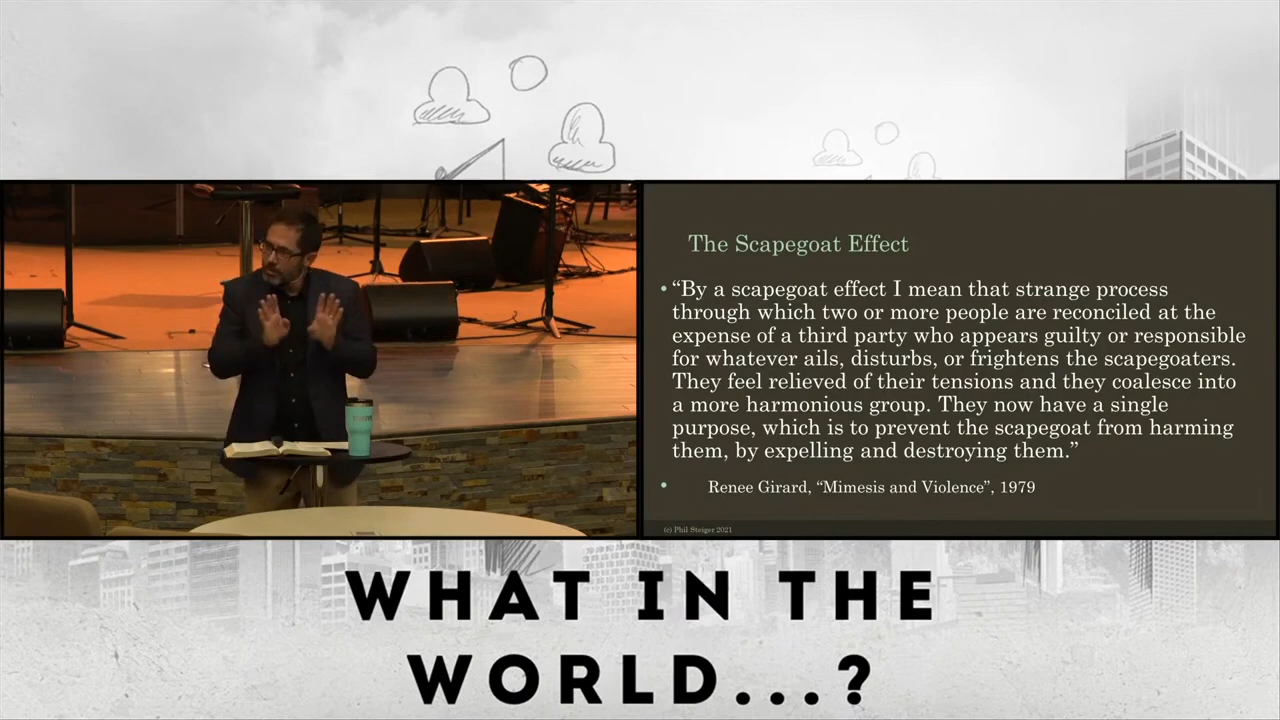 The Scapegoat Effect
• “By a scapegoat effect I mean that strange process
through which two or more people are reconciled at the
expense of a third party who appears guilty or responsible
for whatever ails, disturbs, or frightens the scapegoaters.
They feel relieved of their tensions and they coalesce into
a more harmonious group. They now have a single
purpose, which is to prevent the scapegoat from harming
them, by expelling and destroying them.”
• Renee Girard, “Mimesis and Violence”, 1979
(c) Phil Steiger 2021
WHAT IN THE
WORLD...?